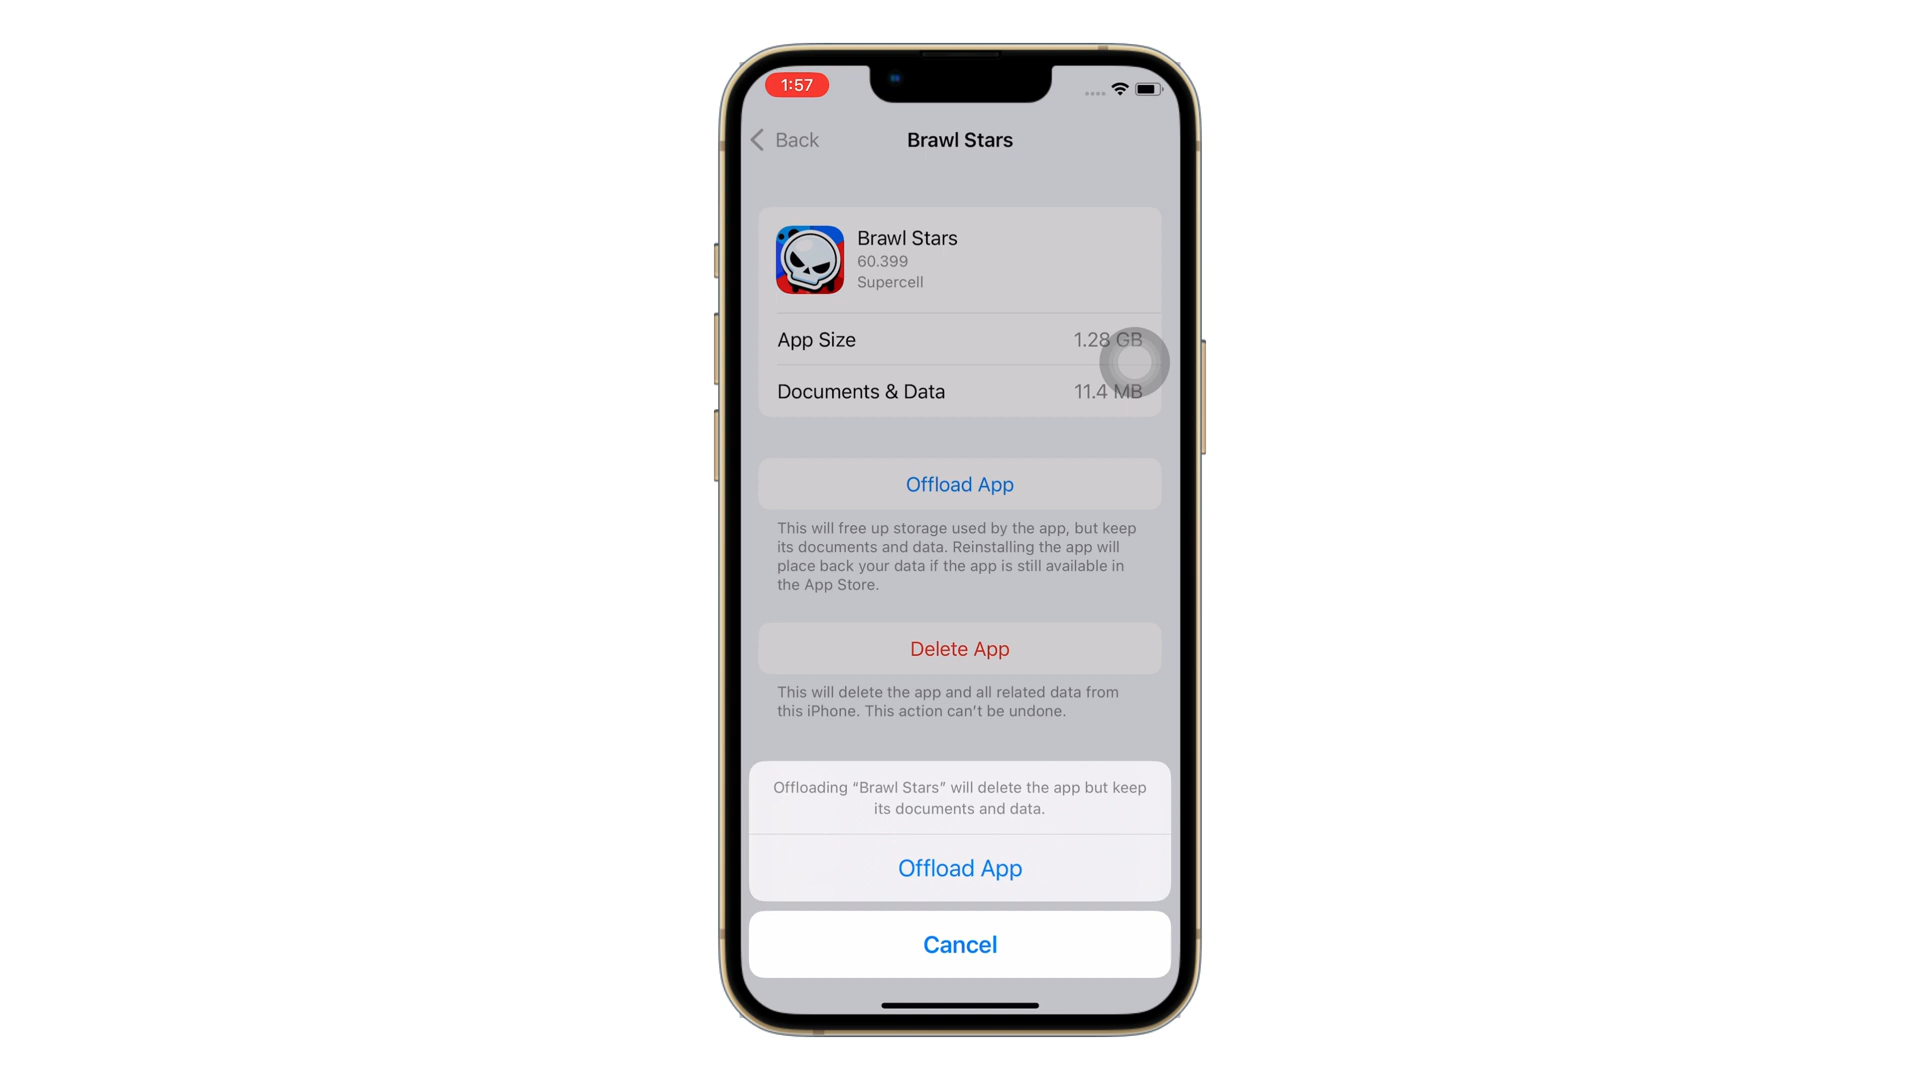 1:57
Back
Brawl Stars
Brawl Stars
60.399
Supercell
App Size 1.28 GB
Documents & Data 11.4 MB
Offload App
This will free up storage used by the app, but keep
its documents and data. Reinstalling the app will
place back your data if the app is still available in
the App Store.
Delete App
This will delete the app and all related data from
this iPhone. This action can’t be undone.
Offloading “Brawl Stars” will delete the app but keep
its documents and data.
Offload App
Cancel